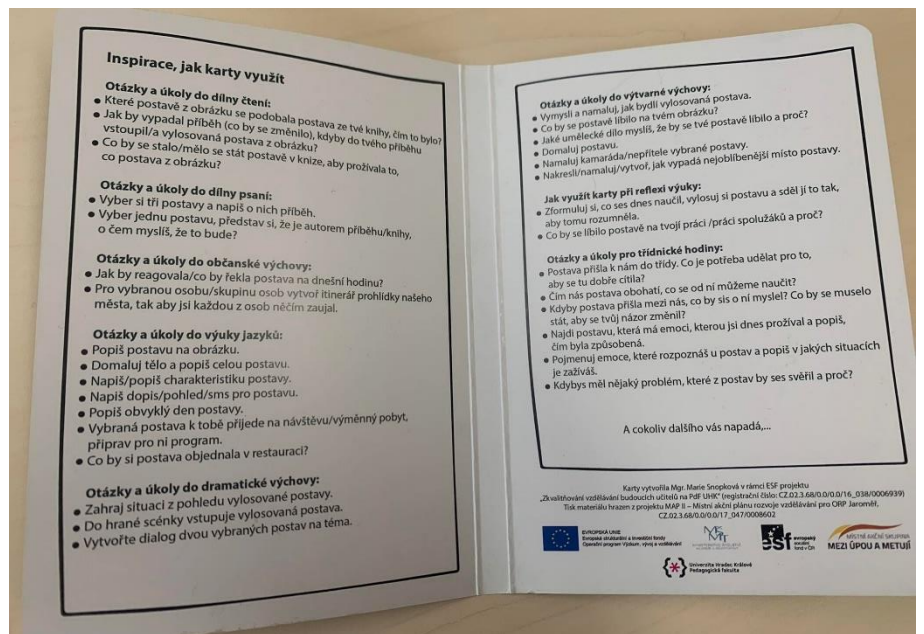 Inspirace, jak karty využít
Otázky a úkoly do dílny čtení:
• Které postavě z obrázku se podobala postava ze tvé knihy, čím to bylo?
• Jak by vypadal příběh (co by se změnilo), kdyby do tvého příběhu
vstoupil/a vylosovaná postava z obrázku?
• Co by se stalo/mělo se stát postavě v knize, aby prožívala to,
co postava z obrázku?
Otázky a úkoly do dílny psaní:
• Vyber si tři postavy a napiš o nich příběh.
• Vyber jednu postavu, představ si, že je autorem příběhu/knihy,
o čem myslíš, že to bude?
Otázky a úkoly do občanské výchovy:
• Jak by reagovala/co by řekla postava na dnešní hodinu?
• Pro vybranou osobu/skupinu osob vytvoř itinerář prohlídky našeho
města, tak aby jsi každou z osob něčím zaujal.
Otázky a úkoly do výuky jazyků:
• Popiš postavu na obrázku.
• Domaluj tělo a popiš celou postavu.
• Napiš/popiš charakteristiku postavy.
• Napiš dopis/pohled/sms pro postavu.
• Popiš obvyklý den postavy.
• Vybraná postava k tobě přijede na návštěvu/výměnný pobyt,
připrav pro ni program.
• Co by si postava objednala v restauraci?
Otázky a úkoly do dramatické výchovy:
• Zahraj situaci z pohledu vylosované postavy.
• Do hrané scénky vstupuje vylosovaná postava.
• Vytvořte dialog dvou vybraných postav na téma.
Otázky a úkoly do výtvarné výchovy:
• Vymysli a namaluj, jak bydlí vylosovaná postava.
• Co by se postavě líbilo na tvém obrázku?
• Jaké umělecké dílo myslíš, že by se tvé postavě líbilo a proč?
• Domaluj postavu.
• Namaluj kamaráda/nepřítele vybrané postavy.
• Nakresli/namaluj/vytvoř, jak vypadá nejoblíbenější místo postavy.
Jak využít karty při reflexi výuky:
• Zformuluj si, co ses dnes naučil, vylosuj si postavu a sděl jí to tak,
aby tomu rozumněla.
• Co by se líbilo postavě na tvojí práci /práci spolužáků a proč?
Otázky a úkoly pro třídnické hodiny:
• Postava přišla k nám do třídy. Co je potřeba udělat pro to,
aby se tu dobře cítila?
• Čím nás postava obohatí, co se od ní můžeme naučit?
• Kdyby postava přišla mezi nás, co by sis o ní myslel? Co by se muselo
stát, aby se tvůj názor změnil?
• Najdi postavu, která má emoci, kterou jsi dnes prožíval a popiš,
čím byla způsobená.
• Pojmenuj emoce, které rozpoznáš u postav a popiš v jakých situacích
je zažíváš.
• Kdybys měl nějaký problém, které z postav by ses svěřil a proč?
A cokoliv dalšího vás napadá,...
Karty vytvořila Mgr. Marie Snopková v rámci ESF projektu
„Zkvalitňování vzdělávání budoucích učitelů na PdF UHK" (registrační číslo: CZ.02.3.68/0.0/0.0/16_038/0006939)
Tisk materiálu hrazen z projektu MAP II – Místní akční plánu rozvoje vzdělávání pro ORP Jaroměř,
CZ.02.3.68/0.0/0.0/17_047/0008602
EVROPSKÁ UNIE
Evropské strukturální a investiční fondy
Operační program Výzkum, vývoj a vzdělávání
esf evropský sociální fond v ČR
MÍSTNÍ AKČNÍ SKUPINA
MEZI ÚPOU A METUJÍ
Univerzita Hradec Králové
Pedagogická fakulta